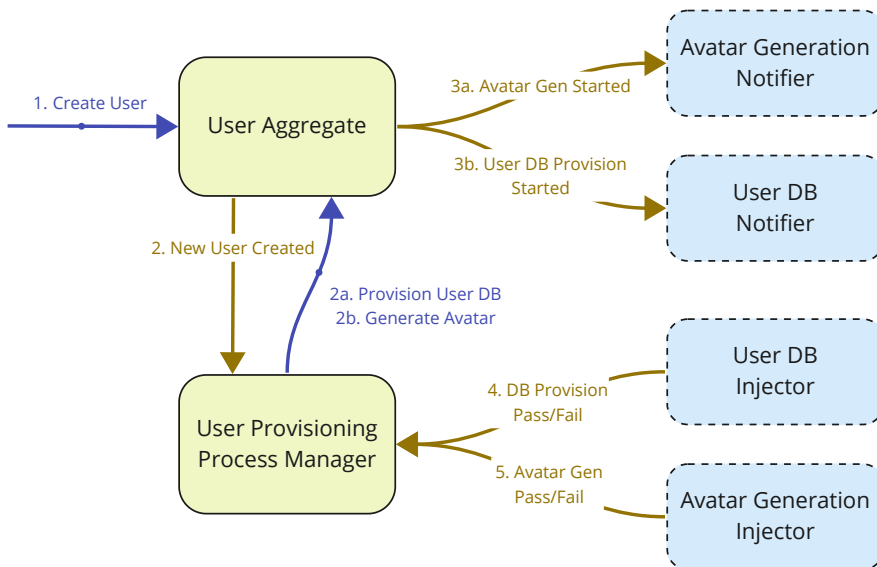 1. Create User
User Aggregate
3a. Avatar Gen Started
Avatar Generation
Notifier
3b. User DB Provision
Started
User DB
Notifier
2. New User Created
2a. Provision User DB
2b. Generate Avatar
User Provisioning
Process Manager
4. DB Provision
Pass/Fail
User DB
Injector
5. Avatar Gen
Pass/Fail
Avatar Generation
Injector